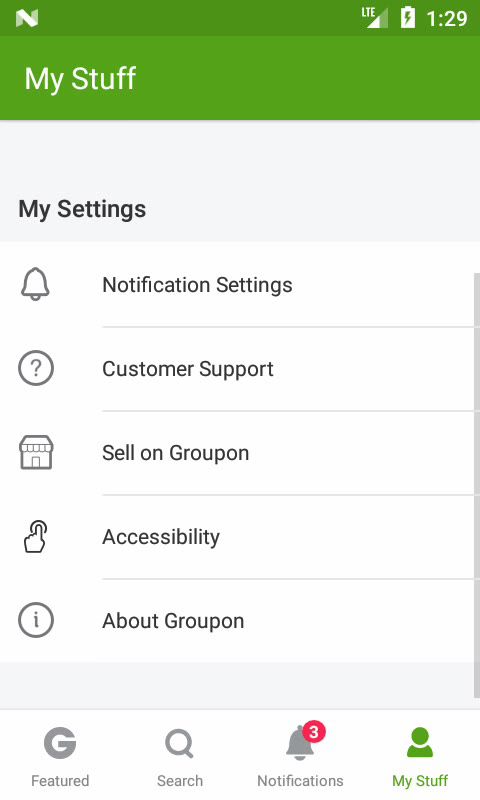 LTE 1:29
My Stuff
My Settings
Notification Settings
? Customer Support
Sell on Groupon
Accessibility
i About Groupon
3
G
Featured Search Notifications My Stuff